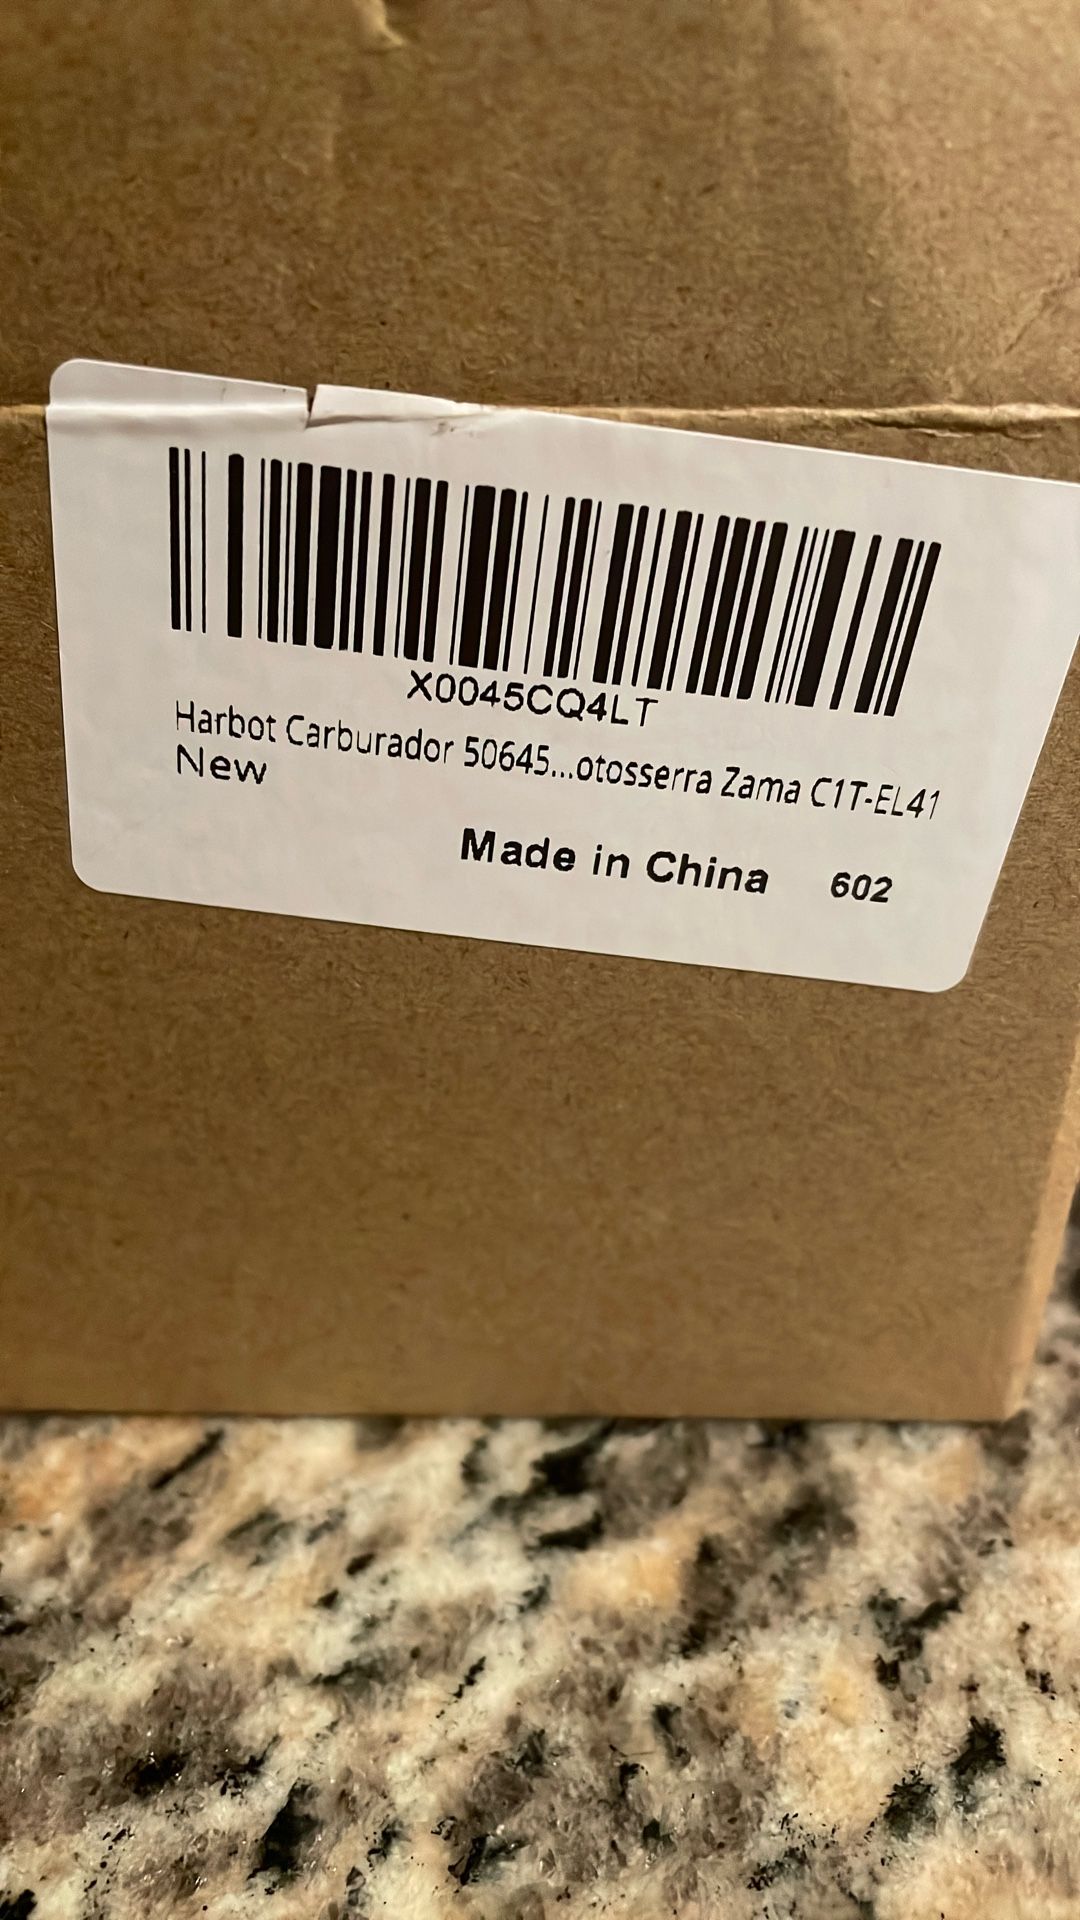 X0045CQ4LT
Harbot Carburador 50645...otosserra Zama C1T-EL41
New
Made in China 602